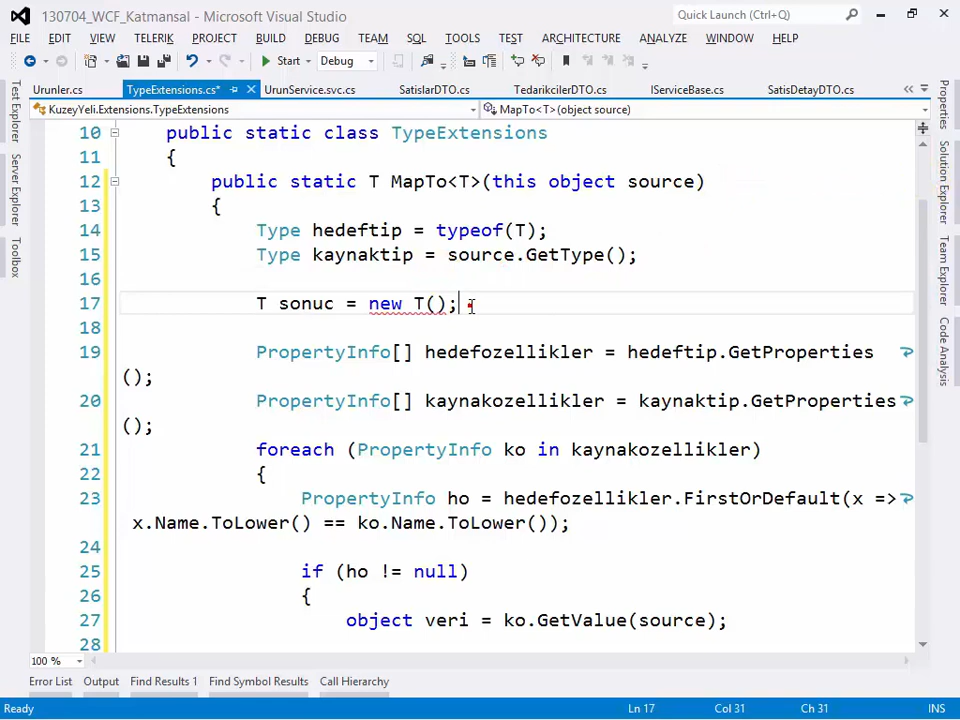 130704_WCF_Katmansal - Microsoft Visual Studio
Quick Launch (Ctrl+Q)
FILE EDIT VIEW TELERIK PROJECT BUILD DEBUG TEAM SQL TOOLS TEST ARCHITECTURE ANALYZE WINDOW HELP
Start Debug
Urunler.cs TypeExtensions.cs* UrunService.svc.cs SatislarDTO.cs TedarikcilerDTO.cs IServiceBase.cs SatisDetayDTO.cs
KuzeyYeli.Extensions.TypeExtensions MapTo<T>(object source)
Test Explorer
Server Explorer
Toolbox
10 public static class TypeExtensions
11 {
12 public static T MapTo<T>(this object source)
13 {
14 Type hedeftip = typeof(T);
15 Type kaynaktip = source.GetType();
16
17 T sonuc = new T();
18
19 PropertyInfo[] hedefozellikler = hedeftip.GetProperties
();
20 PropertyInfo[] kaynakozellikler = kaynaktip.GetProperties
();
21 foreach (PropertyInfo ko in kaynakozellikler)
22 {
23 PropertyInfo ho = hedefozellikler.FirstOrDefault(x =>
x.Name.ToLower() == ko.Name.ToLower());
24
25 if (ho != null)
26 {
27 object veri = ko.GetValue(source);
28
Properties
Solution Explorer
Team Explorer
Code Analysis
100 %
Error List Output Find Results 1 Find Symbol Results Call Hierarchy
Ready Ln 17 Col 31 Ch 31 INS